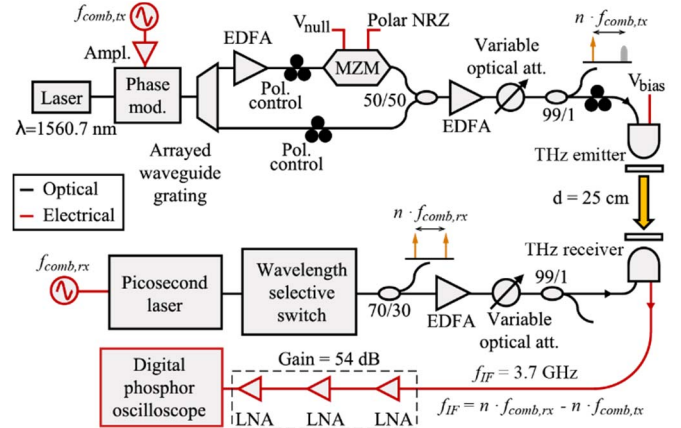 f_comb,tx
Ampl.
Laser
λ=1560.7 nm
Phase
mod.
Arrayed
waveguide
grating
EDFA
Pol.
control
V_null
Polar NRZ
MZM
Pol.
control
50/50
EDFA
Variable
optical att.
99/1
n · f_comb,tx
V_bias
THz emitter
d = 25 cm
THz receiver
Optical
Electrical
f_comb,rx
Picosecond
laser
Wavelength
selective
switch
n · f_comb,rx
70/30
EDFA
Variable
optical att.
99/1
Digital
phosphor
oscilloscope
Gain = 54 dB
LNA
LNA
LNA
f_IF = 3.7 GHz
f_IF = n · f_comb,rx - n · f_comb,tx